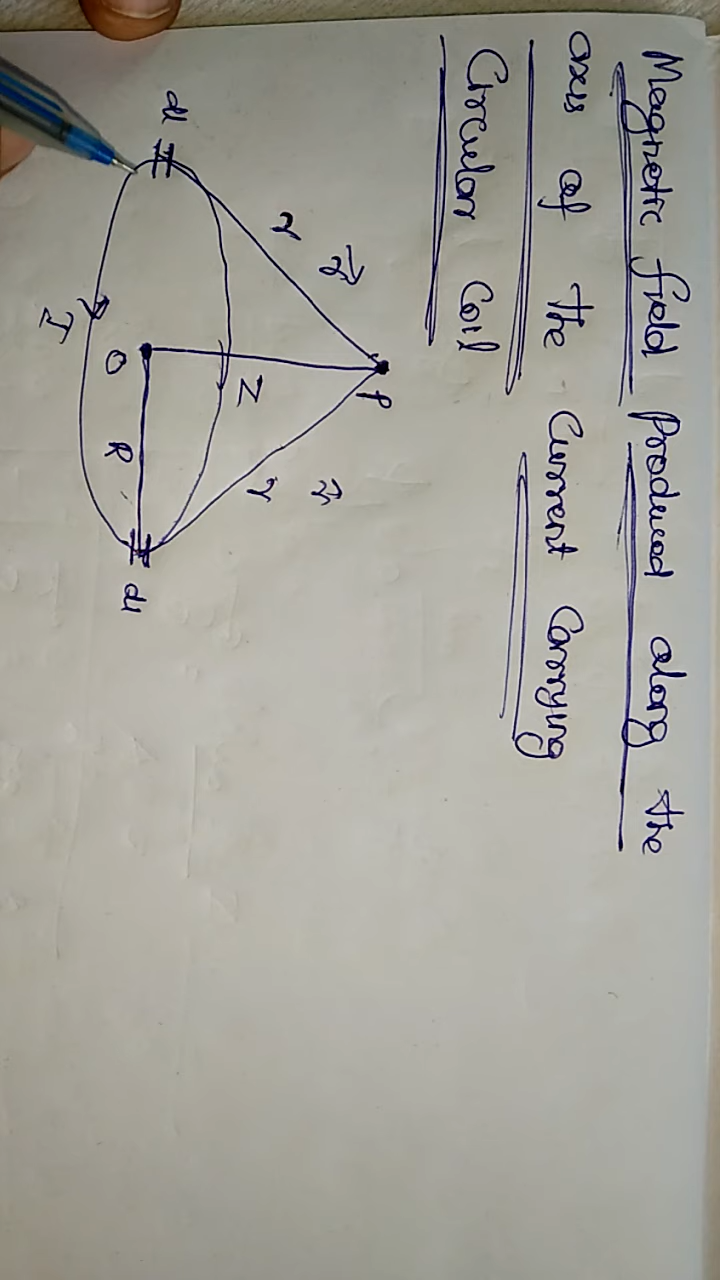 Magnetic field Produced along the
axis of the Current Carrying
Circular Coil
P
r r⃗
r r⃗
Z
dl
O
R
dl
I